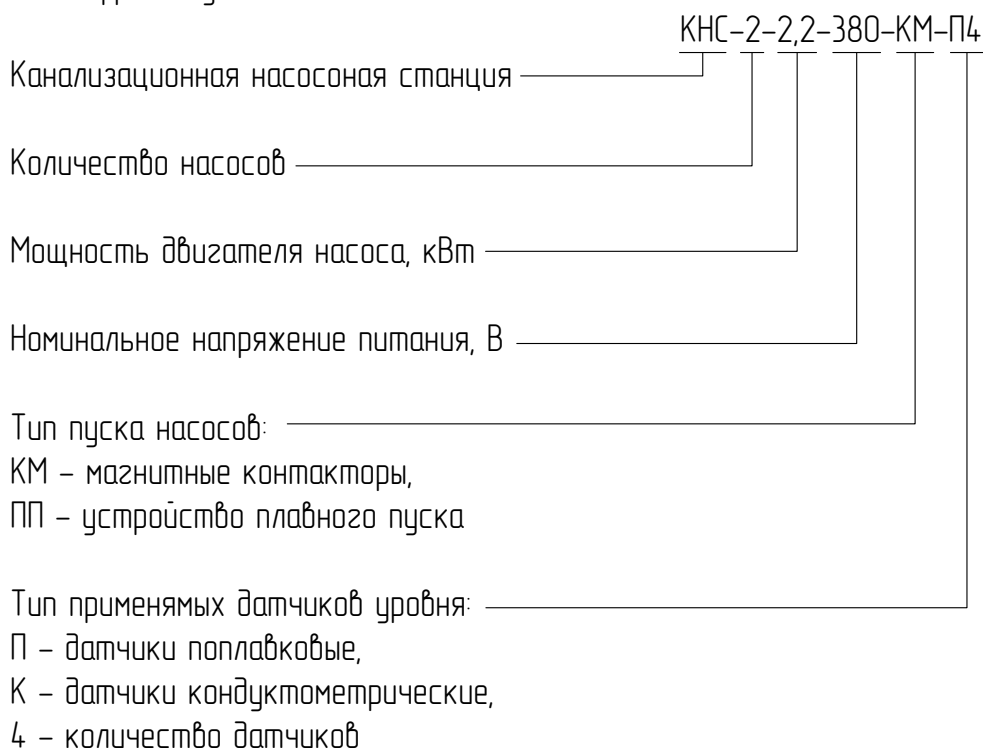 КНС-2-2,2-380-КМ-П4
Канализационная насосоная станция
Количество насосов
Мощность двигателя насоса, кВт
Номинальное напряжение питания, В
Тип пуска насосов:
КМ – магнитные контакторы,
ПП – устройство плавного пуска
Тип применямых датчиков уровня:
П – датчики поплавковые,
К – датчики кондуктометрические,
4 – количество датчиков